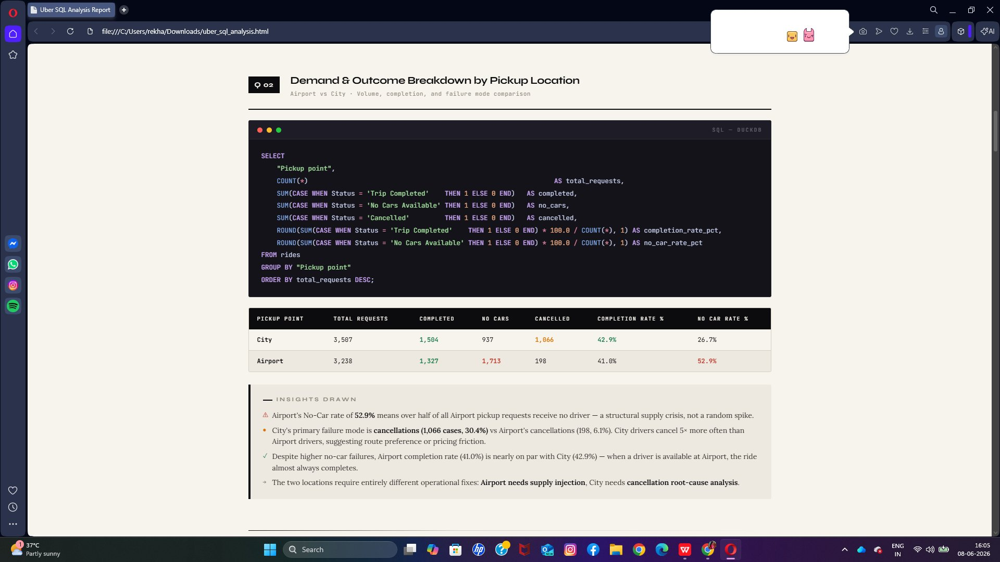 Uber SQL Analysis Report
file:///C:/Users/rekha/Downloads/uber_sql_analysis.html
AI
Q 02
Demand & Outcome Breakdown by Pickup Location
Airport vs City · Volume, completion, and failure mode comparison
SQL — DUCKDB
SELECT
"Pickup point",
COUNT(*) AS total_requests,
SUM(CASE WHEN Status = 'Trip Completed' THEN 1 ELSE 0 END) AS completed,
SUM(CASE WHEN Status = 'No Cars Available' THEN 1 ELSE 0 END) AS no_cars,
SUM(CASE WHEN Status = 'Cancelled' THEN 1 ELSE 0 END) AS cancelled,
ROUND(SUM(CASE WHEN Status = 'Trip Completed' THEN 1 ELSE 0 END) * 100.0 / COUNT(*), 1) AS completion_rate_pct,
ROUND(SUM(CASE WHEN Status = 'No Cars Available' THEN 1 ELSE 0 END) * 100.0 / COUNT(*), 1) AS no_car_rate_pct
FROM rides
GROUP BY "Pickup point"
ORDER BY total_requests DESC;
PICKUP POINT TOTAL REQUESTS COMPLETED NO CARS CANCELLED COMPLETION RATE % NO CAR RATE %
City 3,507 1,504 937 1,066 42.9% 26.7%
Airport 3,238 1,327 1,713 198 41.0% 52.9%
INSIGHTS DRAWN
⚠ Airport's No-Car rate of 52.9% means over half of all Airport pickup requests receive no driver — a structural supply crisis, not a random spike.
• City's primary failure mode is cancellations (1,066 cases, 30.4%) vs Airport's cancellations (198, 6.1%). City drivers cancel 5× more often than
Airport drivers, suggesting route preference or pricing friction.
✓ Despite higher no-car failures, Airport completion rate (41.0%) is nearly on par with City (42.9%) — when a driver is available at Airport, the ride
almost always completes.
→ The two locations require entirely different operational fixes: Airport needs supply injection, City needs cancellation root-cause analysis.
1
37°C
Partly sunny
Search
hp
NEW
ENG
IN
16:05
08-06-2026